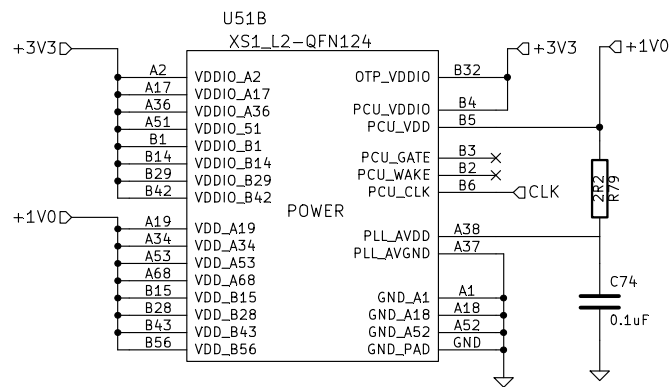 U51B
XS1_L2-QFN124
+3V3
A2 VDDIO_A2
A17 VDDIO_A17
A36 VDDIO_A36
A51 VDDIO_51
B1 VDDIO_B1
B14 VDDIO_B14
B29 VDDIO_B29
B42 VDDIO_B42
+1V0
A19 VDD_A19
A34 VDD_A34
A53 VDD_A53
A68 VDD_A68
B15 VDD_B15
B28 VDD_B28
B43 VDD_B43
B56 VDD_B56
POWER
+3V3
+1V0
OTP_VDDIO B32
PCU_VDDIO B4
PCU_VDD B5
PCU_GATE B3
PCU_WAKE B2
PCU_CLK B6 CLK
PLL_AVDD A38
PLL_AVGND A37
GND_A1 A1
GND_A18 A18
GND_A52 A52
GND_PAD GND
2R2
R79
C74
0.1uF